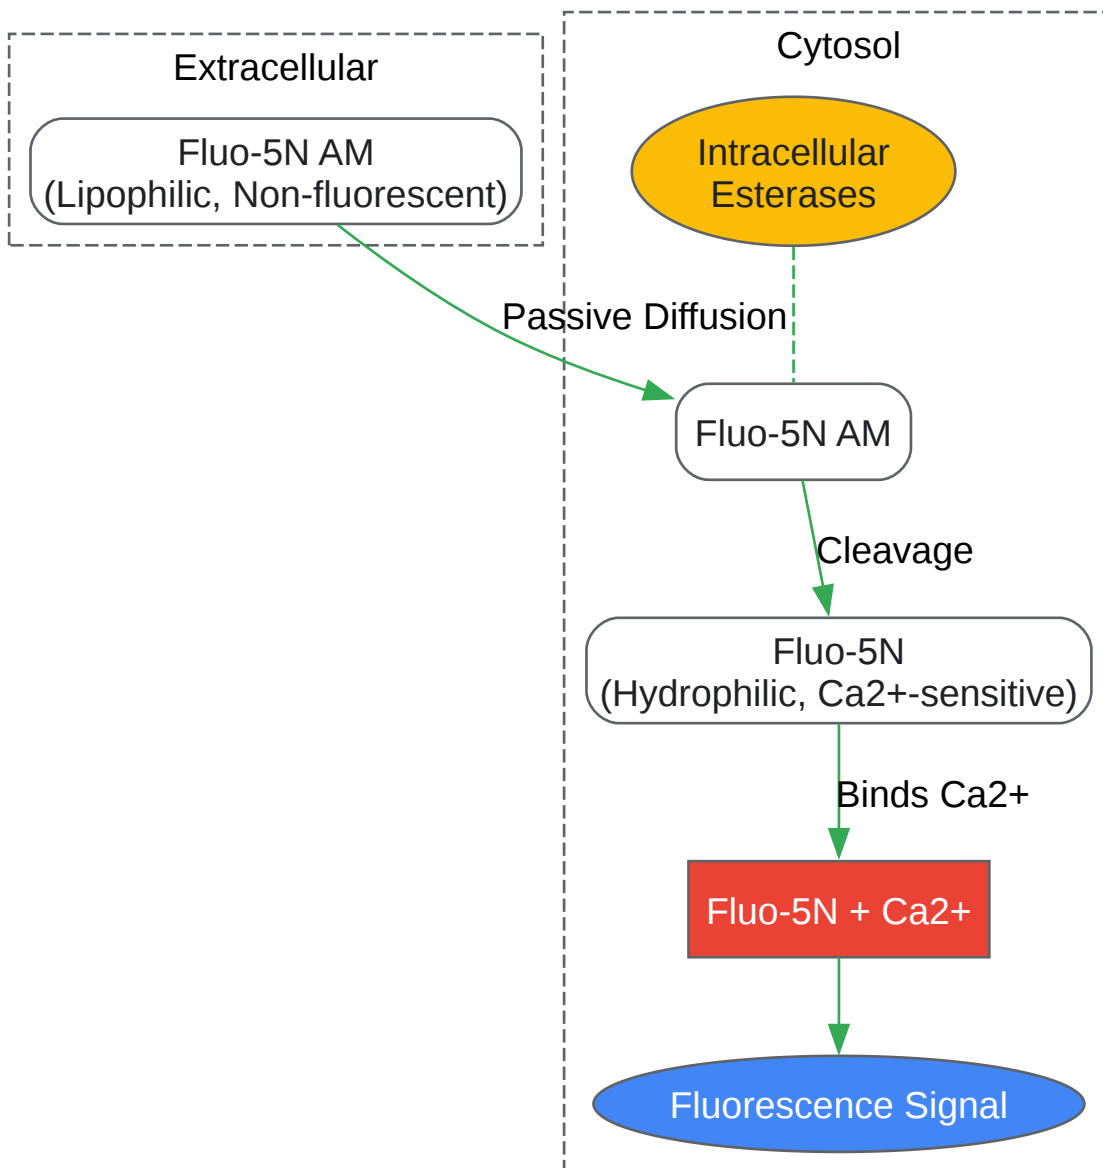 Extracellular
Fluo-5N AM
(Lipophilic, Non-fluorescent)
Cytosol
Intracellular
Esterases
Passive Diffusion
Fluo-5N AM
Cleavage
Fluo-5N
(Hydrophilic, Ca2+-sensitive)
Binds Ca2+
Fluo-5N + Ca2+
Fluorescence Signal